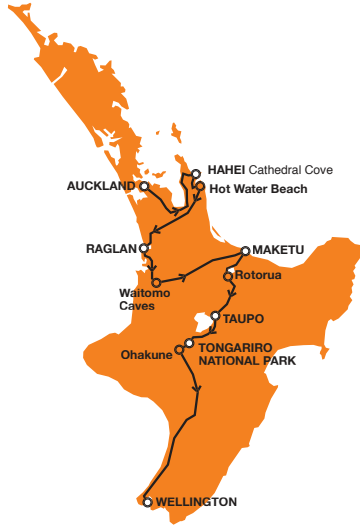 HAHEI Cathedral Cove
AUCKLAND
Hot Water Beach
RAGLAN
MAKETU
Rotorua
Waitomo
Caves
TAUPO
TONGARIRO
NATIONAL PARK
Ohakune
WELLINGTON